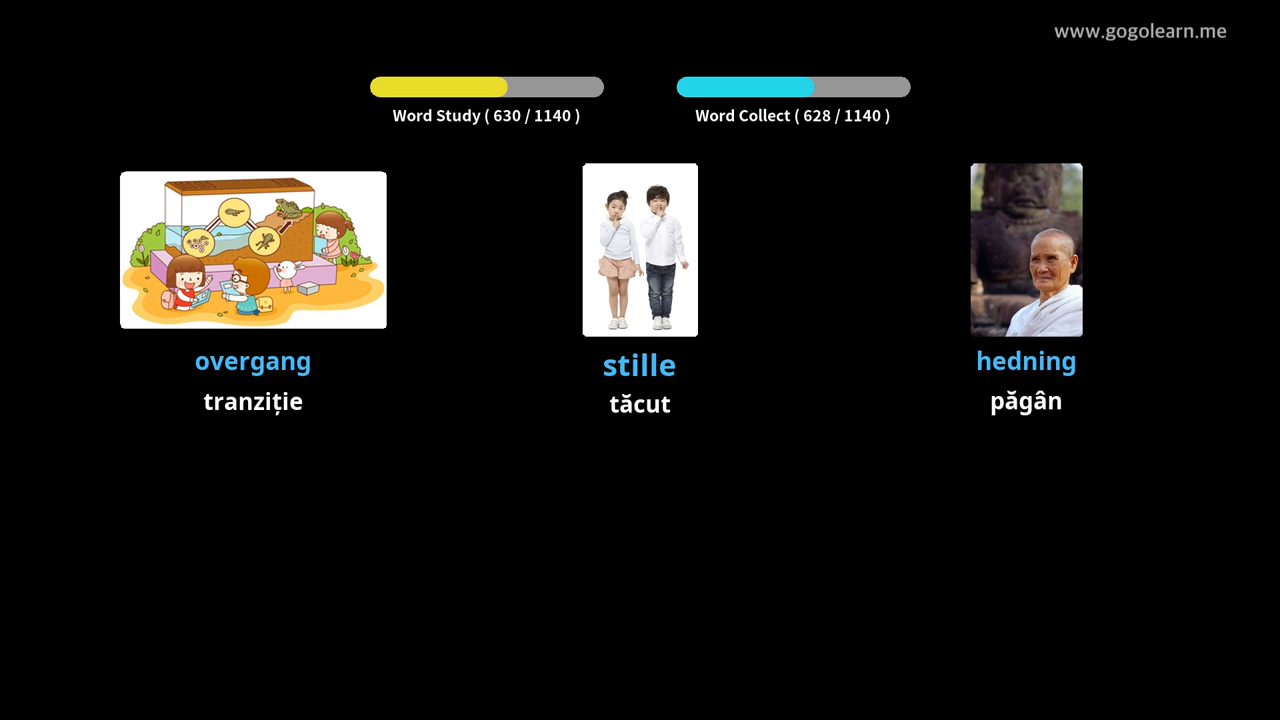 www.gogolearn.me
Word Study ( 630 / 1140 )
Word Collect ( 628 / 1140 )
overgang
tranziție
stille
tăcut
hedning
păgân